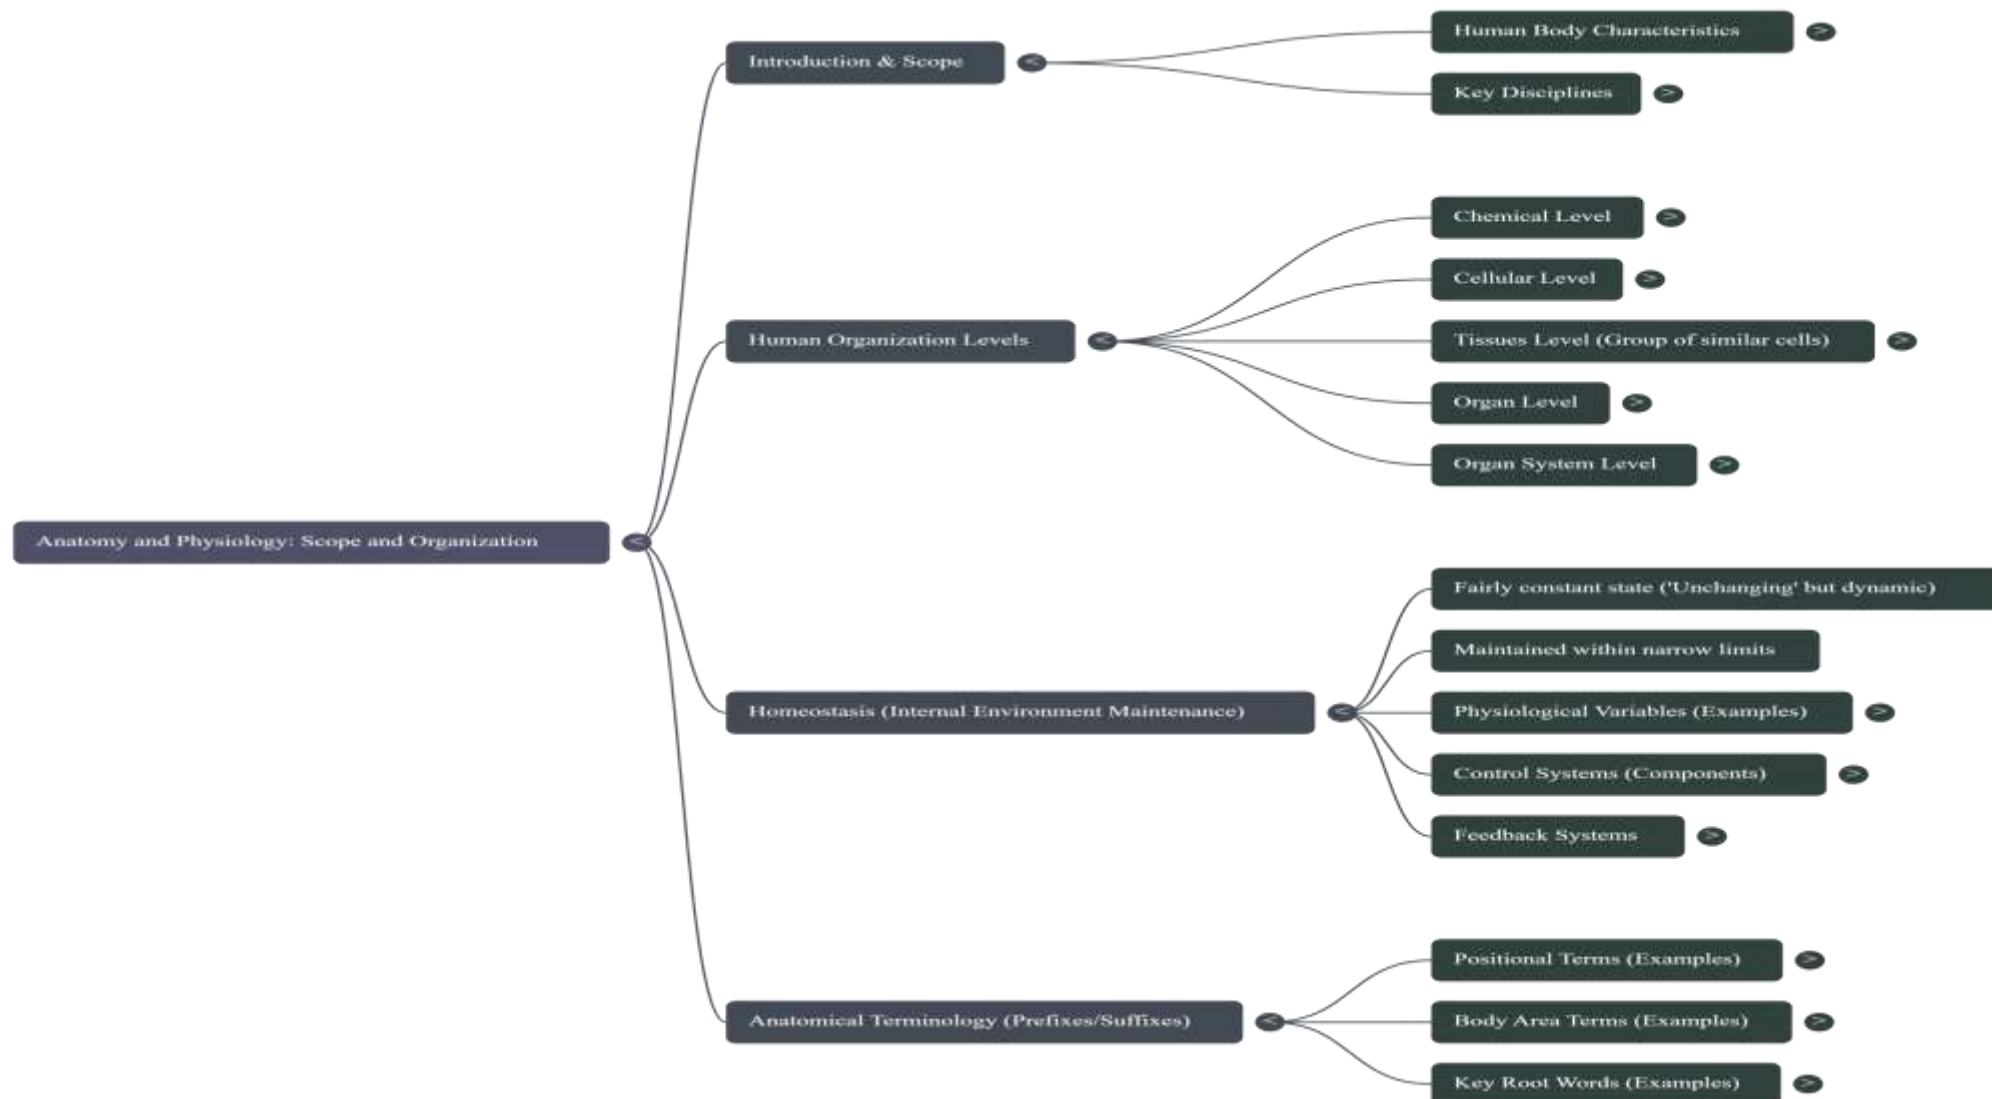 Anatomy and Physiology: Scope and Organization
Introduction & Scope
Human Body Characteristics
Key Disciplines
Human Organization Levels
Chemical Level
Cellular Level
Tissues Level (Group of similar cells)
Organ Level
Organ System Level
Homeostasis (Internal Environment Maintenance)
Fairly constant state ('Unchanging' but dynamic)
Maintained within narrow limits
Physiological Variables (Examples)
Control Systems (Components)
Feedback Systems
Anatomical Terminology (Prefixes/Suffixes)
Positional Terms (Examples)
Body Area Terms (Examples)
Key Root Words (Examples)